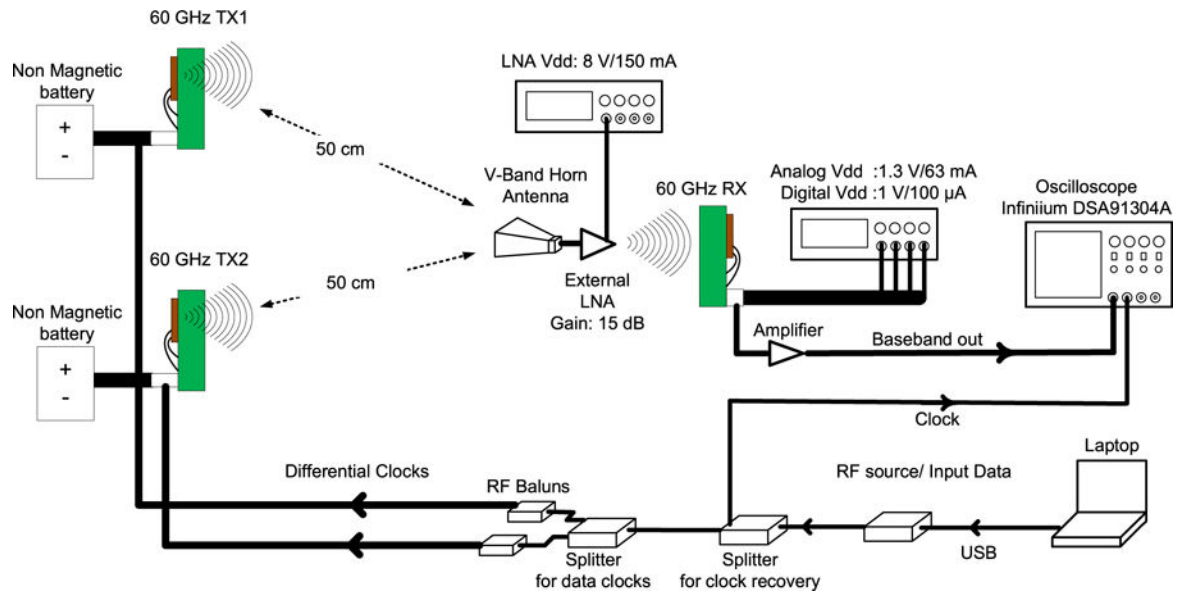 60 GHz TX1
Non Magnetic
battery
+
-
50 cm
LNA Vdd: 8 V/150 mA
V-Band Horn
Antenna
External
LNA
Gain: 15 dB
60 GHz RX
Analog Vdd :1.3 V/63 mA
Digital Vdd :1 V/100 µA
Oscilloscope
Infiniium DSA91304A
60 GHz TX2
Non Magnetic
battery
+
-
50 cm
Amplifier
Baseband out
Clock
Differential Clocks
RF Baluns
Splitter
for data clocks
Splitter
for clock recovery
RF source/ Input Data
USB
Laptop